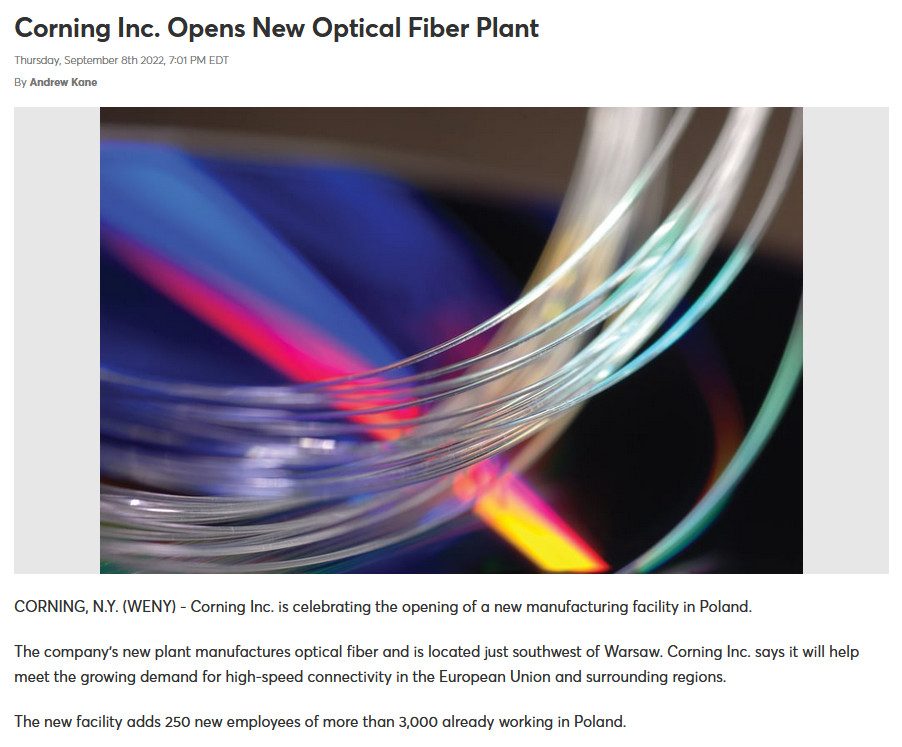 Corning Inc. Opens New Optical Fiber Plant
Thursday, September 8th 2022, 7:01 PM EDT
By Andrew Kane
CORNING, N.Y. (WENY) - Corning Inc. is celebrating the opening of a new manufacturing facility in Poland.
The company's new plant manufactures optical fiber and is located just southwest of Warsaw. Corning Inc. says it will help
meet the growing demand for high-speed connectivity in the European Union and surrounding regions.
The new facility adds 250 new employees of more than 3,000 already working in Poland.